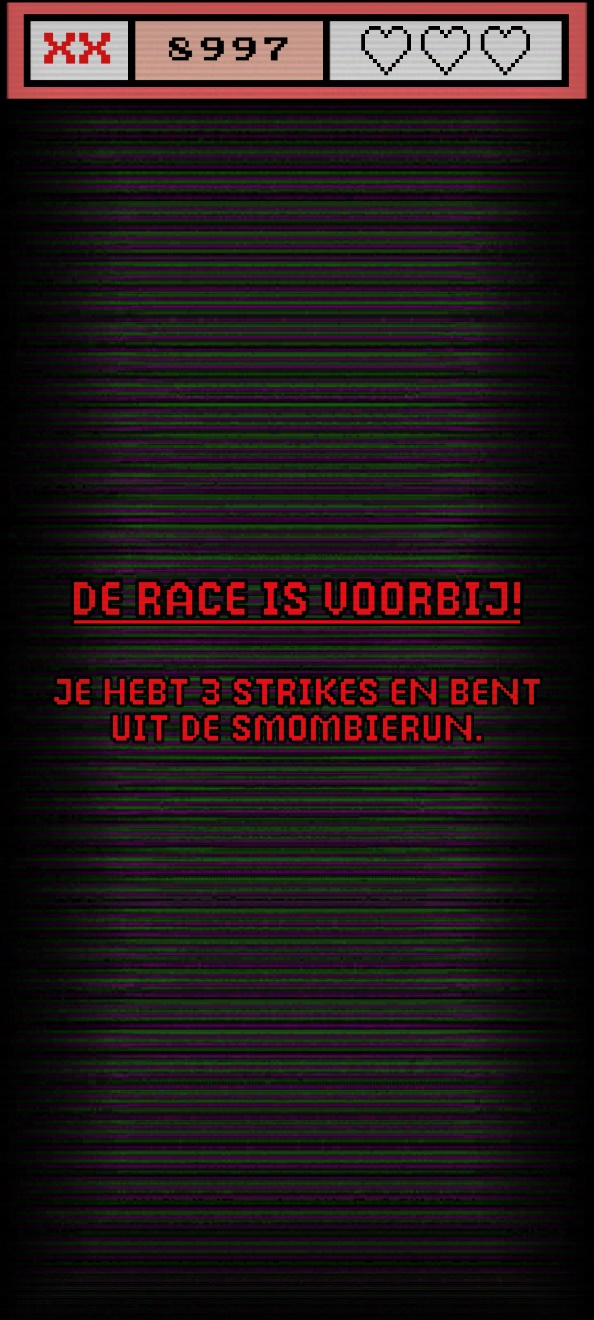 XX 8997
DE RACE IS VOORBIJ!
JE HEBT 3 STRIKES EN BENT
UIT DE SMOMBIERUN.